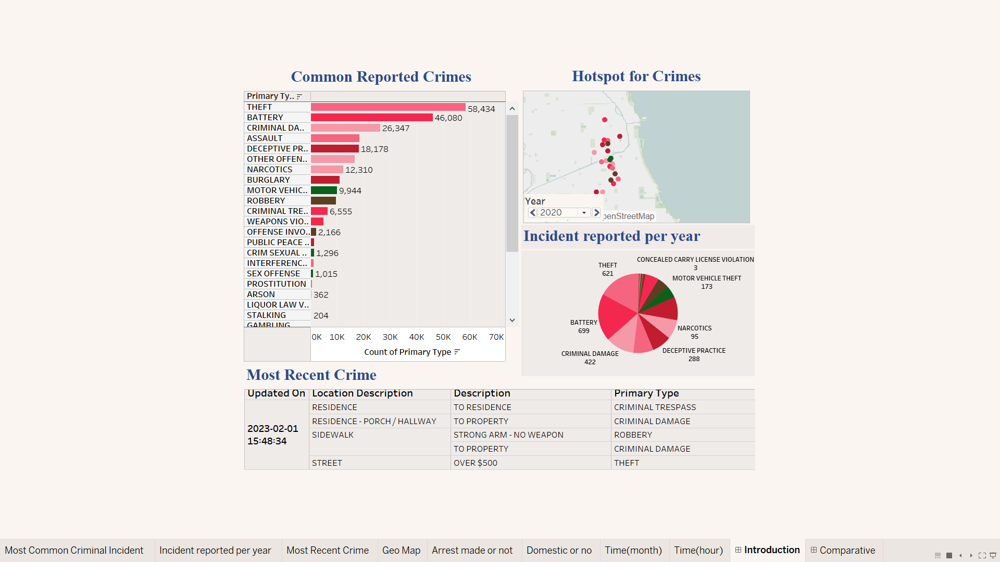 Common Reported Crimes
Primary Ty..
THEFT
58,434
BATTERY
46,080
CRIMINAL DA..
26,347
ASSAULT
DECEPTIVE PR..
18,178
OTHER OFFEN..
NARCOTICS
12,310
BURGLARY
MOTOR VEHIC..
9,944
ROBBERY
CRIMINAL TRE..
6,555
WEAPONS VIO..
OFFENSE INVO..
2,166
PUBLIC PEACE ..
CRIM SEXUAL ..
1,296
INTERFERENC..
SEX OFFENSE
1,015
PROSTITUTION
ARSON
362
LIQUOR LAW V..
STALKING
204
GAMBLING
0K 10K 20K 30K 40K 50K 60K 70K
Count of Primary Type
Hotspot for Crimes
Year
2020
penStreetMap
Incident reported per year
CONCEALED CARRY LICENSE VIOLATION
3
THEFT
621
MOTOR VEHICLE THEFT
173
BATTERY
699
NARCOTICS
95
DECEPTIVE PRACTICE
288
CRIMINAL DAMAGE
422
Most Recent Crime
Updated On Location Description Description Primary Type
2023-02-01
15:48:34
RESIDENCE TO RESIDENCE CRIMINAL TRESPASS
RESIDENCE - PORCH / HALLWAY TO PROPERTY CRIMINAL DAMAGE
SIDEWALK STRONG ARM - NO WEAPON ROBBERY
TO PROPERTY CRIMINAL DAMAGE
STREET OVER $500 THEFT
Most Common Criminal Incident Incident reported per year Most Recent Crime Geo Map Arrest made or not Domestic or no Time(month) Time(hour) Introduction Comparative